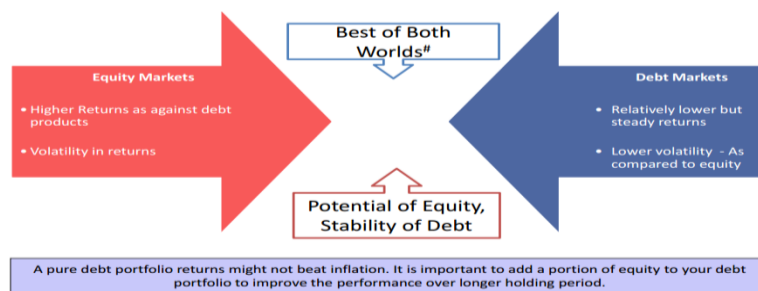 Best of Both
Worlds#
Equity Markets
• Higher Returns as against debt
products
• Volatility in returns
Debt Markets
• Relatively lower but
steady returns
• Lower volatility - As
compared to equity
Potential of Equity,
Stability of Debt
A pure debt portfolio returns might not beat inflation. It is important to add a portion of equity to your debt
portfolio to improve the performance over longer holding period.